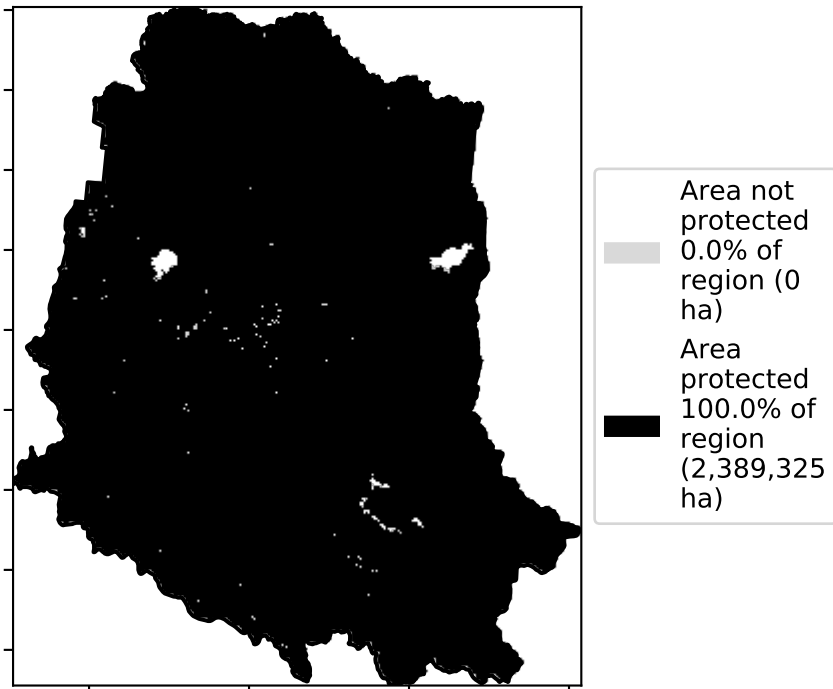 Area not
protected
0.0% of
region (0
ha)
Area
protected
100.0% of
region
(2,389,325
ha)